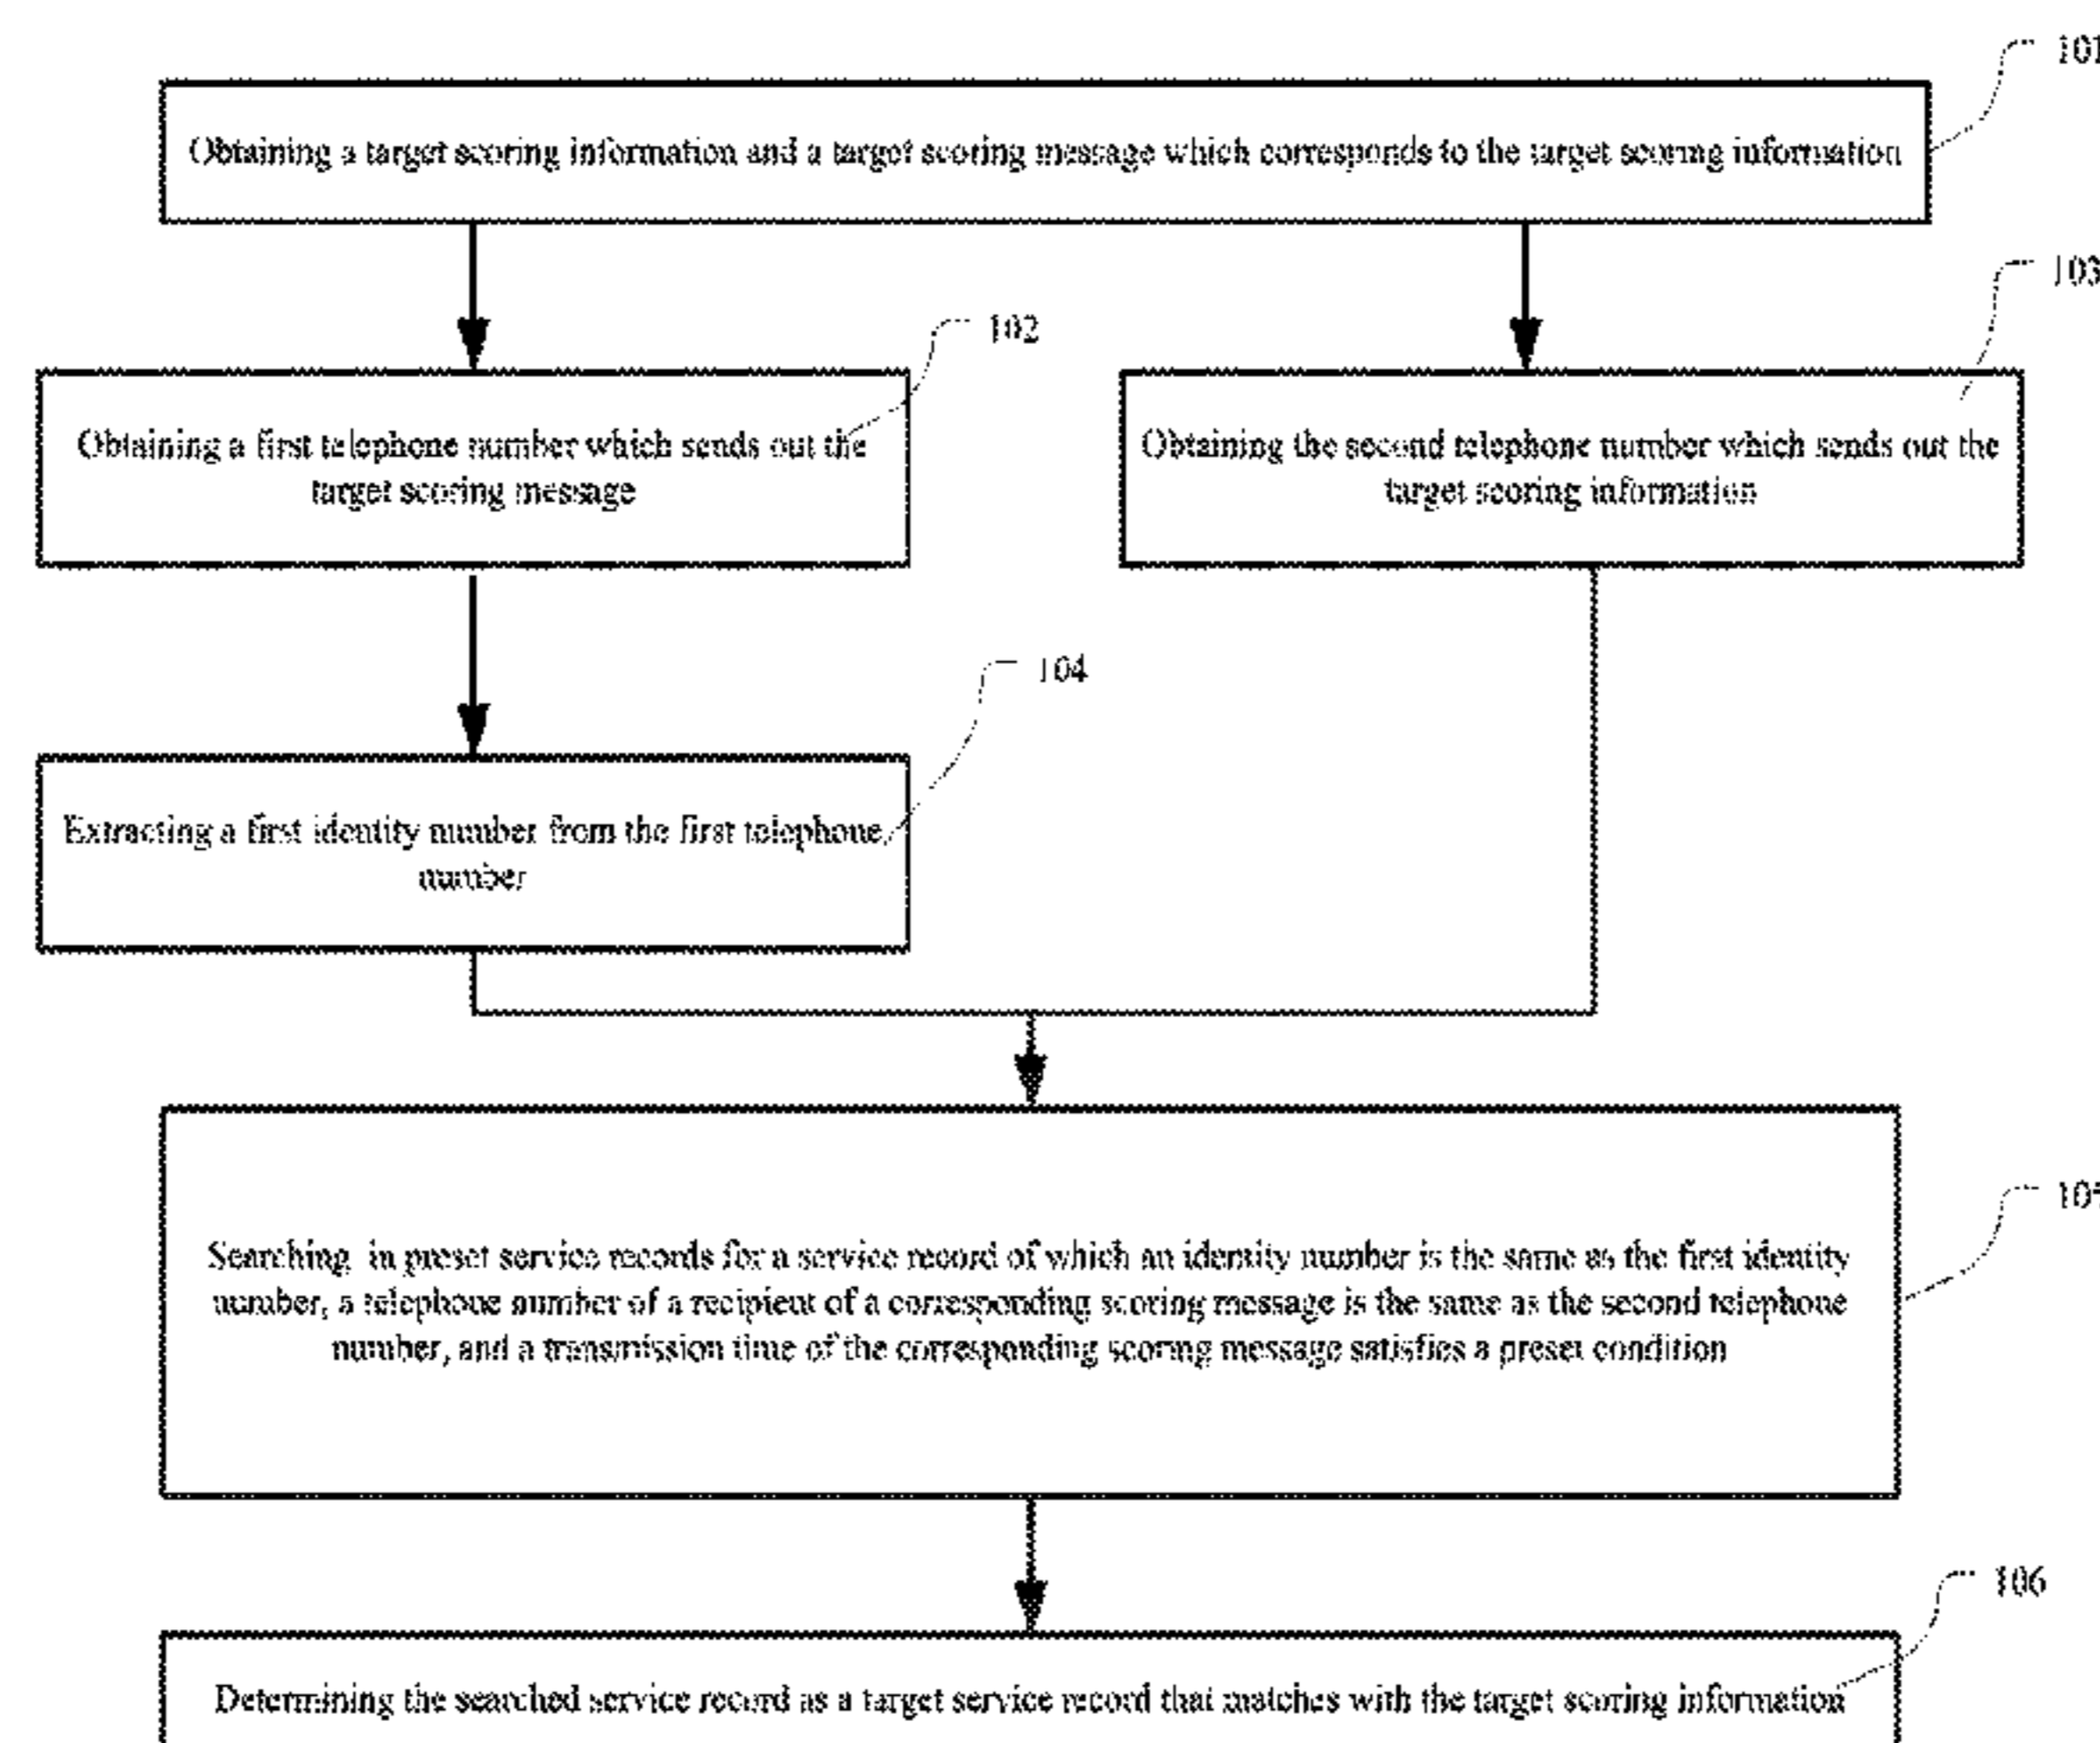 101
Obtaining a target scoring information and a target scoring message which corresponds to the target scoring information
103
102
Obtaining a first telephone number which sends out the
target scoring message
Obtaining the second telephone number which sends out the
target scoring information
104
Extracting a first identity number from the first telephone
number
Searching in preset service records for a service record of which an identity number is the same as the first identity
number, a telephone number of a recipient of a corresponding scoring message is the same as the second telephone
number, and a transmission time of the corresponding scoring message satisfies a preset condition
106
Determining the searched service record as a target service record that matches with the target scoring information